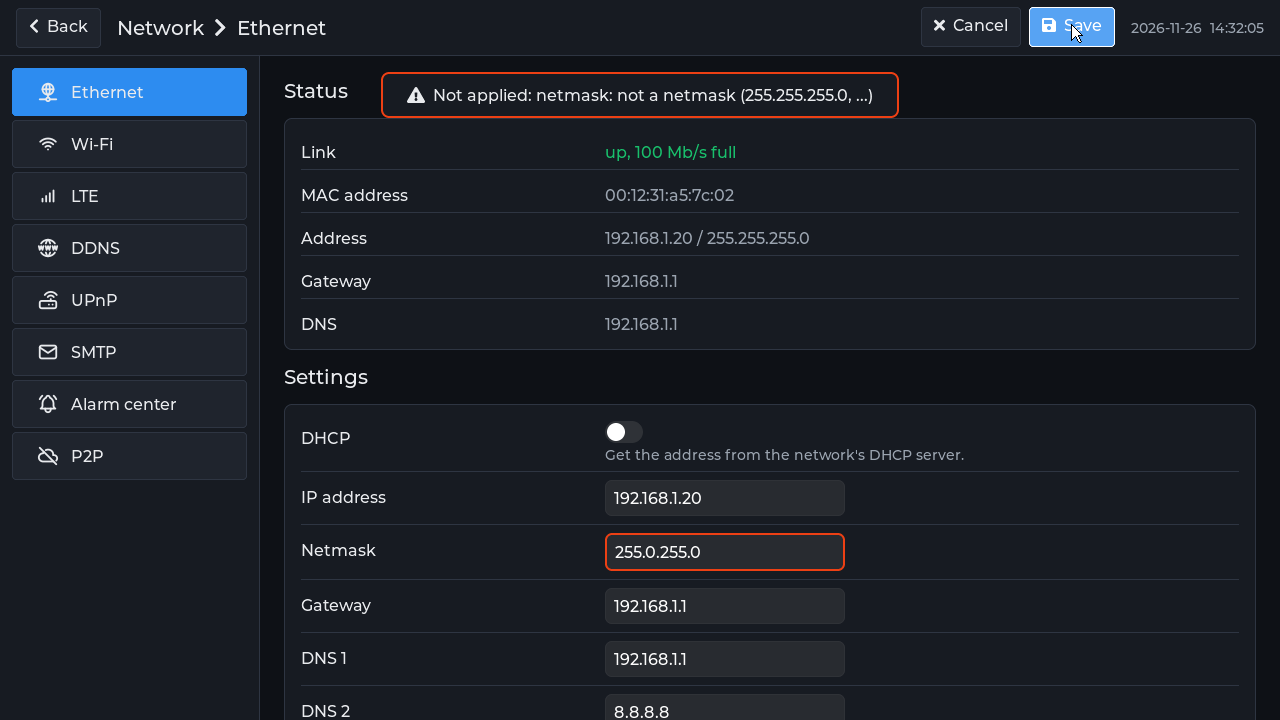 Back
Network > Ethernet
Cancel
Save
2026-11-26 14:32:05
Ethernet
Wi-Fi
LTE
DDNS
UPnP
SMTP
Alarm center
P2P
Status
Not applied: netmask: not a netmask (255.255.255.0, ...)
Link up, 100 Mb/s full
MAC address 00:12:31:a5:7c:02
Address 192.168.1.20 / 255.255.255.0
Gateway 192.168.1.1
DNS 192.168.1.1
Settings
DHCP
Get the address from the network's DHCP server.
IP address 192.168.1.20
Netmask 255.0.255.0
Gateway 192.168.1.1
DNS 1 192.168.1.1
DNS 2 8.8.8.8